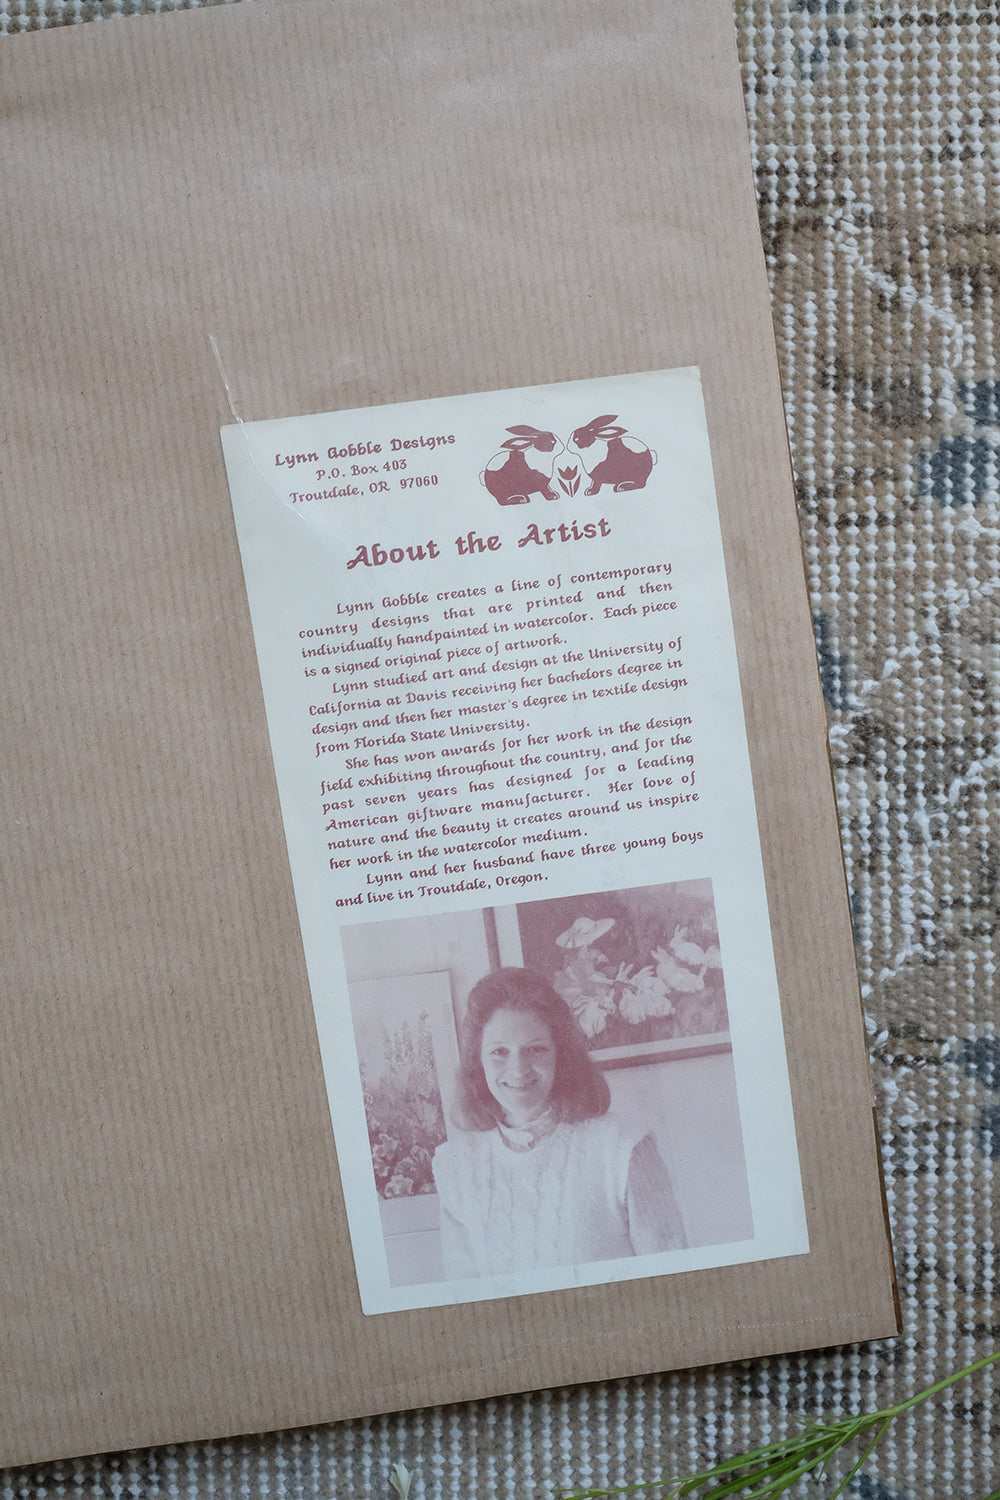 Lynn Gobble Designs
P.O. Box 403
Troutdale, OR 97060
About the Artist
Lynn Gobble creates a line of contemporary
country designs that are printed and then
individually handpainted in watercolor. Each piece
is a signed original piece of artwork.
Lynn studied art and design at the University of
California at Davis receiving her bachelors degree in
design and then her master's degree in textile design
from Florida State University.
She has won awards for her work in the design
field exhibiting throughout the country, and for the
past seven years has designed for a leading
American giftware manufacturer. Her love of
nature and the beauty it creates around us inspire
her work in the watercolor medium.
Lynn and her husband have three young boys
and live in Troutdale, Oregon.